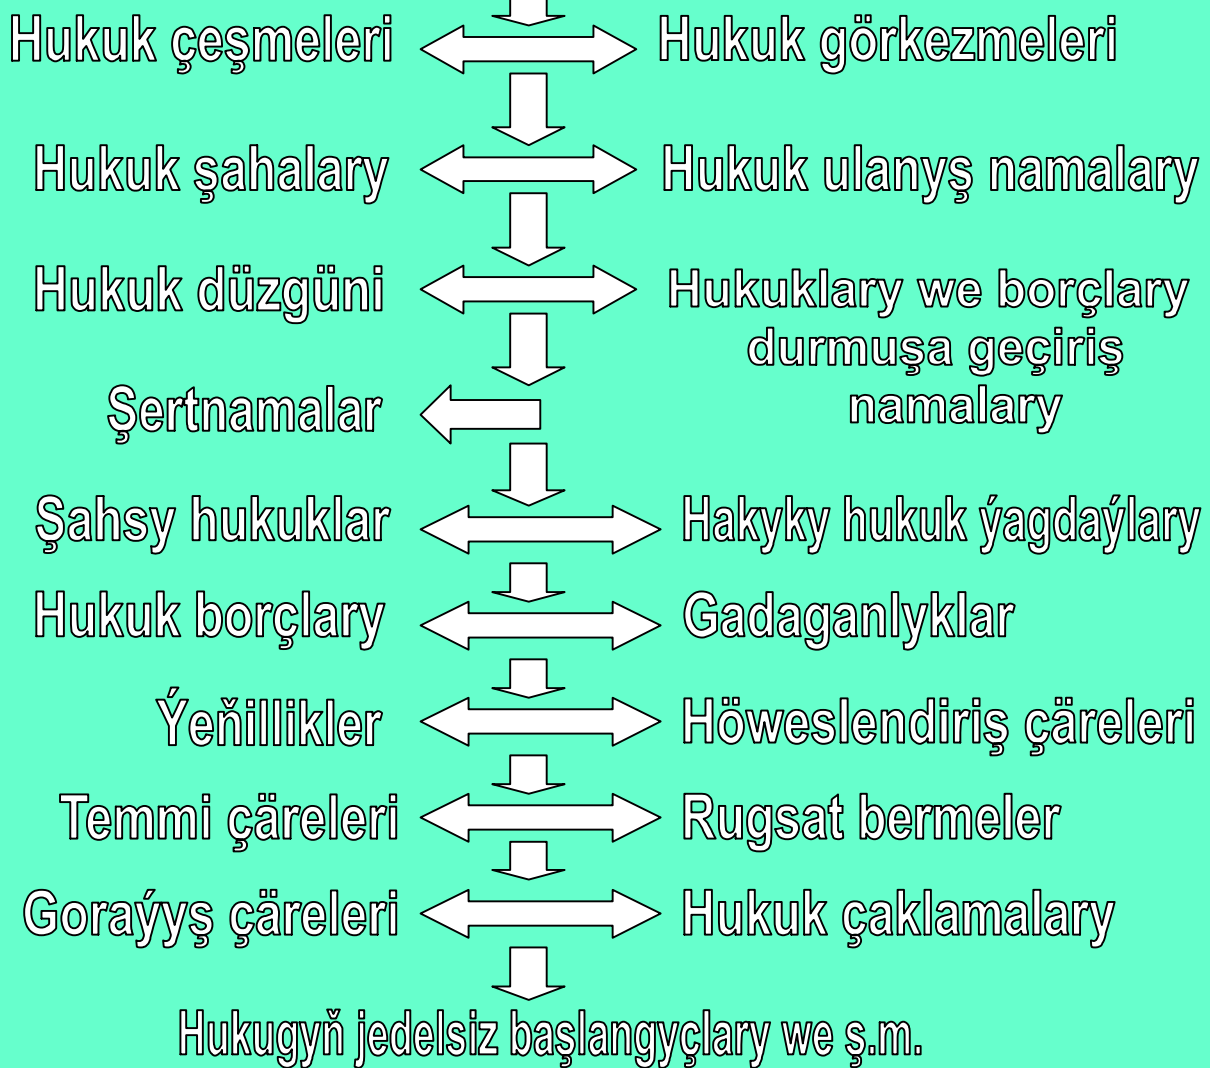 Hukuk çeşmeleri
Hukuk görkezmeleri
Hukuk şahalary
Hukuk ulanyş namalary
Hukuk düzgüni
Hukuklary we borçlary
durmuşa geçiriş
namalary
Şertnamalar
Şahsy hukuklar
Hakyky hukuk ýagdaýlary
Hukuk borçlary
Gadaganlyklar
Ýeňillikler
Höweslendiriş çäreleri
Temmi çäreleri
Rugsat bermeler
Goraýyş çäreleri
Hukuk çaklamalary
Hukugyň jedelsiz başlangyçlary we ş.m.